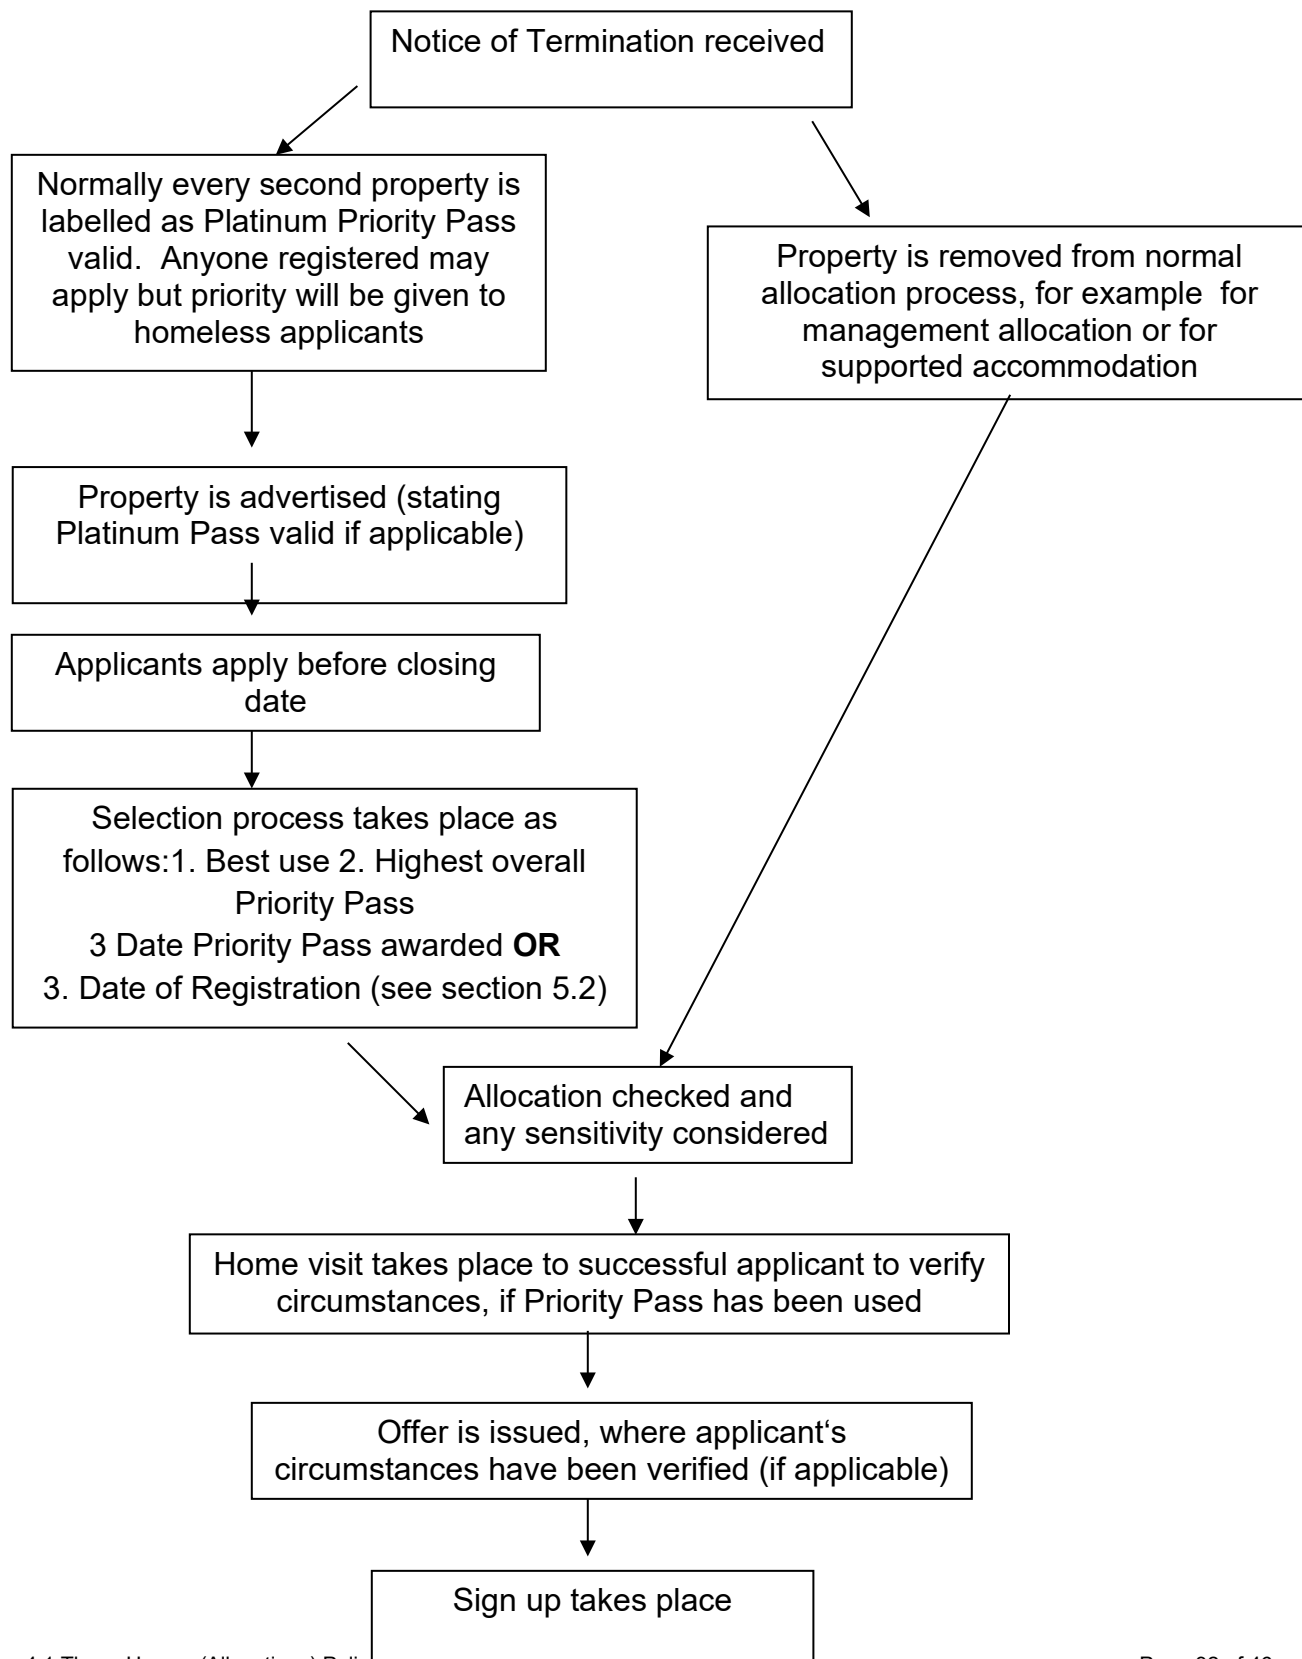 Notice of Termination received
Normally every second property is
labelled as Platinum Priority Pass
valid.  Anyone registered may
apply but priority will be given to
homeless applicants
Property is removed from normal
allocation process, for example  for
management allocation or for
supported accommodation
Property is advertised (stating
Platinum Pass valid if applicable)
Applicants apply before closing
date
Selection process takes place as
follows:1. Best use 2. Highest overall
Priority Pass
3 Date Priority Pass awarded OR
3. Date of Registration (see section 5.2)
Allocation checked and
any sensitivity considered
Home visit takes place to successful applicant to verify
circumstances, if Priority Pass has been used
Offer is issued, where applicant‘s
circumstances have been verified (if applicable)
Sign up takes place